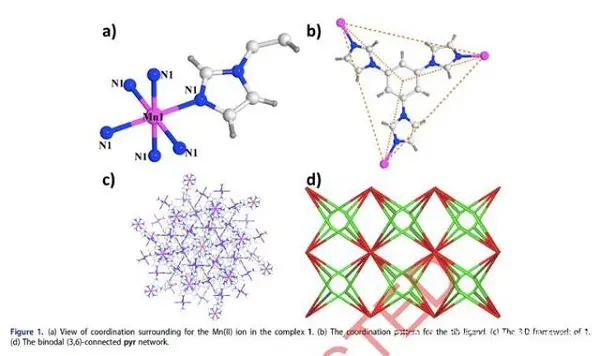 a)
b)
N1
N1
N1
Mn1
N1
N1
N1
c)
d)
Figure 1. (a) View of coordination surrounding for the Mn(II) ion in the complex 1. (b) The coordination pattern for the tib ligand. (c) The 3D framework of 1.
(d) The binodal (3,6)-connected pyr network.